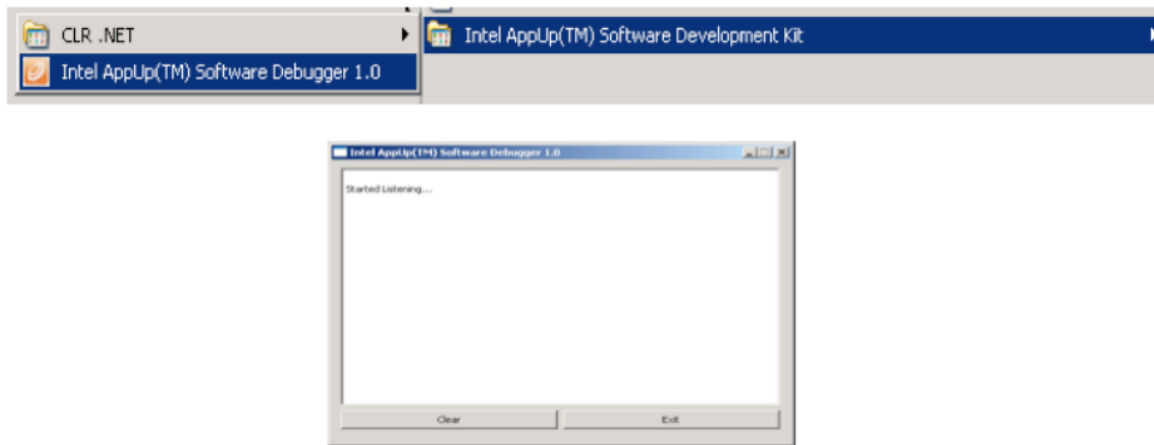 CLR .NET
Intel AppUp(TM) Software Development Kit
Intel AppUp(TM) Software Debugger 1.0
Intel AppUp(TM) Software Debugger 1.0
Started Listening...
Clear Exit